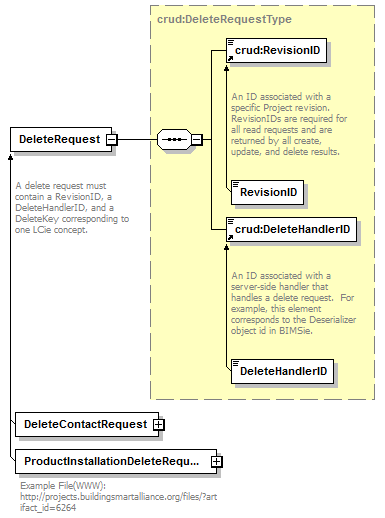 crud:DeleteRequestType
crud:RevisionID
An ID associated with a
specific Project revision.
RevisionIDs are required for
all read requests and are
returned by all create,
update, and delete results.
DeleteRequest
A delete request must
contain a RevisionID, a
DeleteHandlerID, and a
DeleteKey corresponding to
one LCie concept.
RevisionID
crud:DeleteHandlerID
An ID associated with a
server-side handler that
handles a delete request.  For
example, this element
corresponds to the Deserializer
object id in BIMSie.
DeleteHandlerID
DeleteContactRequest
ProductInstallationDeleteRequ...
Example File(WWW):
http://projects.buildingsmartalliance.org/files/?art
ifact_id=6264